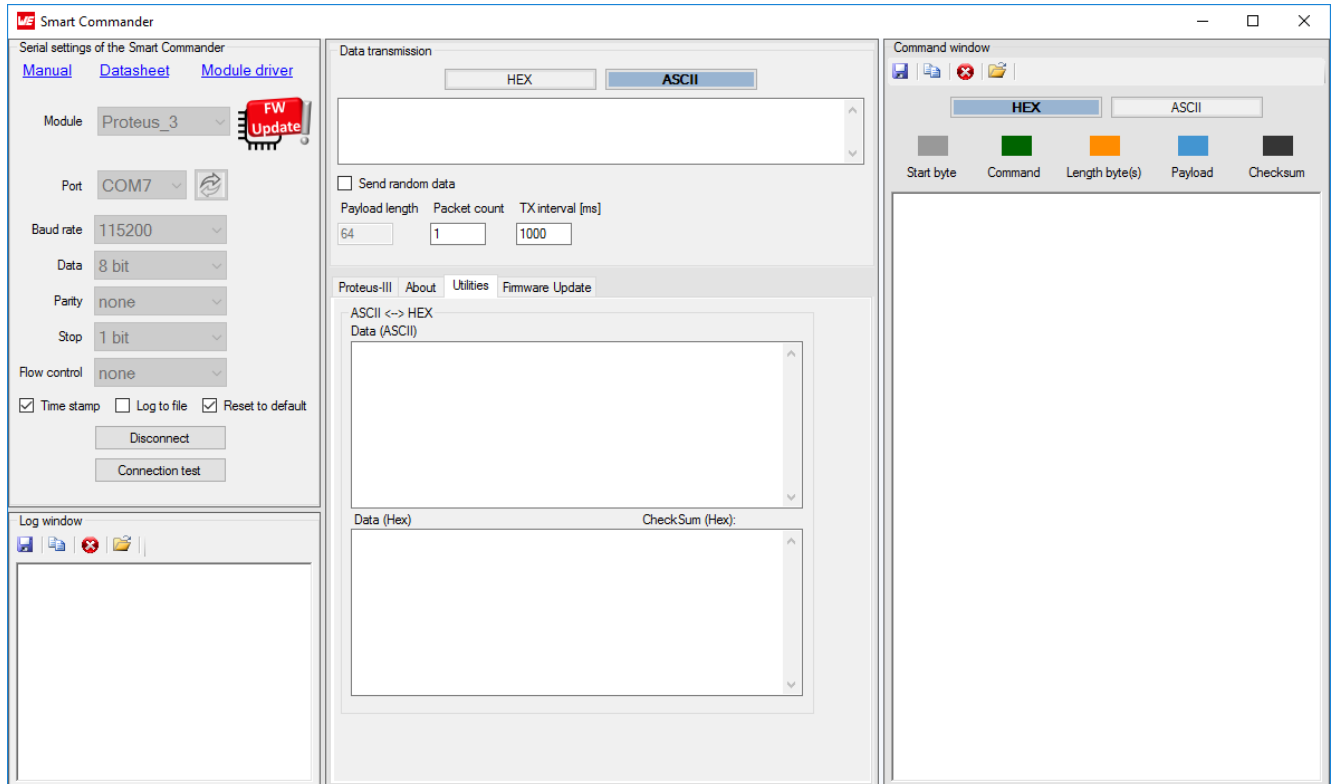 WE Smart Commander
Serial settings of the Smart Commander
Manual Datasheet Module driver
Module Proteus_3 FW Update
Port COM7
Baud rate 115200
Data 8 bit
Parity none
Stop 1 bit
Flow control none
Time stamp Log to file Reset to default
Disconnect
Connection test
Log window
Data transmission
HEX ASCII
Send random data
Payload length Packet count TX interval [ms]
64 1 1000
Proteus-III About Utilities Firmware Update
ASCII <--> HEX
Data (ASCII)
Data (Hex) CheckSum (Hex):
Command window
HEX ASCII
Start byte Command Length byte(s) Payload Checksum